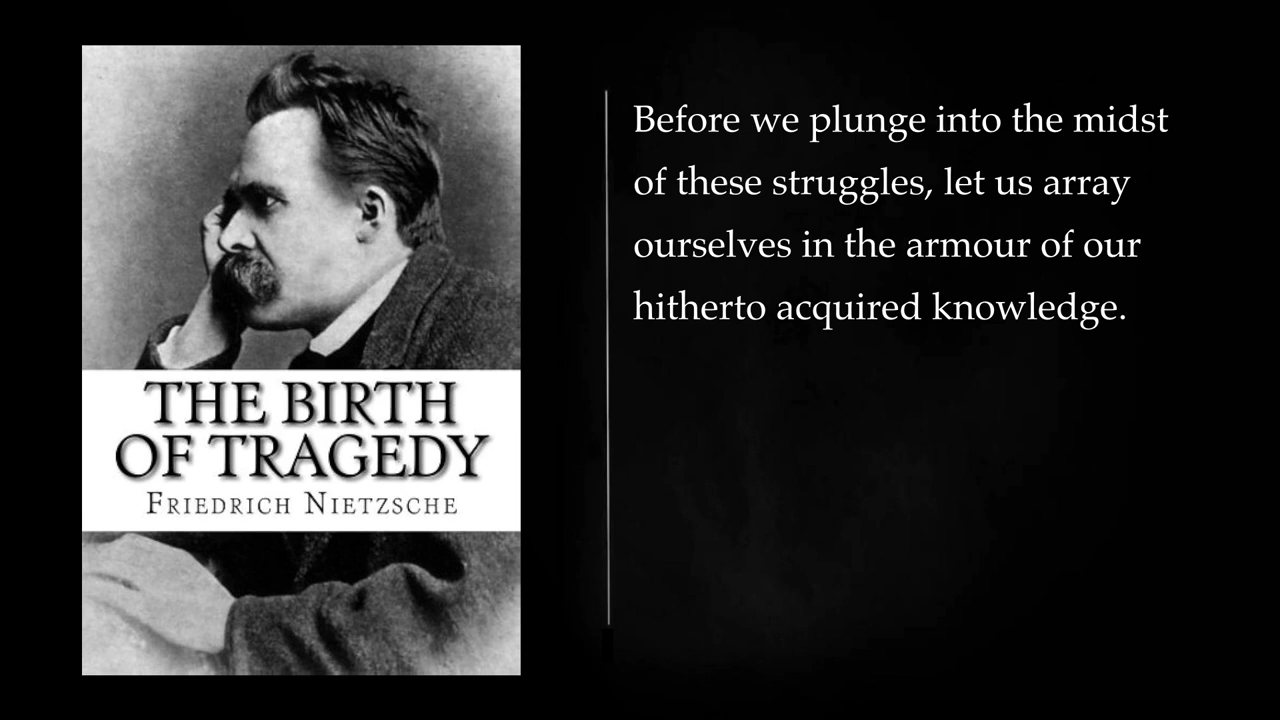 THE BIRTH
OF TRAGEDY
FRIEDRICH NIETZSCHE
Before we plunge into the midst
of these struggles, let us array
ourselves in the armour of our
hitherto acquired knowledge.